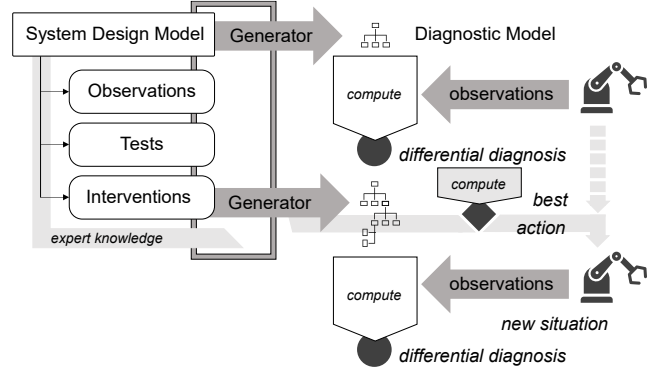 System Design Model
Generator
Diagnostic Model
Observations
compute
observations
Tests
differential diagnosis
compute
Interventions
Generator
best
action
expert knowledge
compute
observations
new situation
differential diagnosis